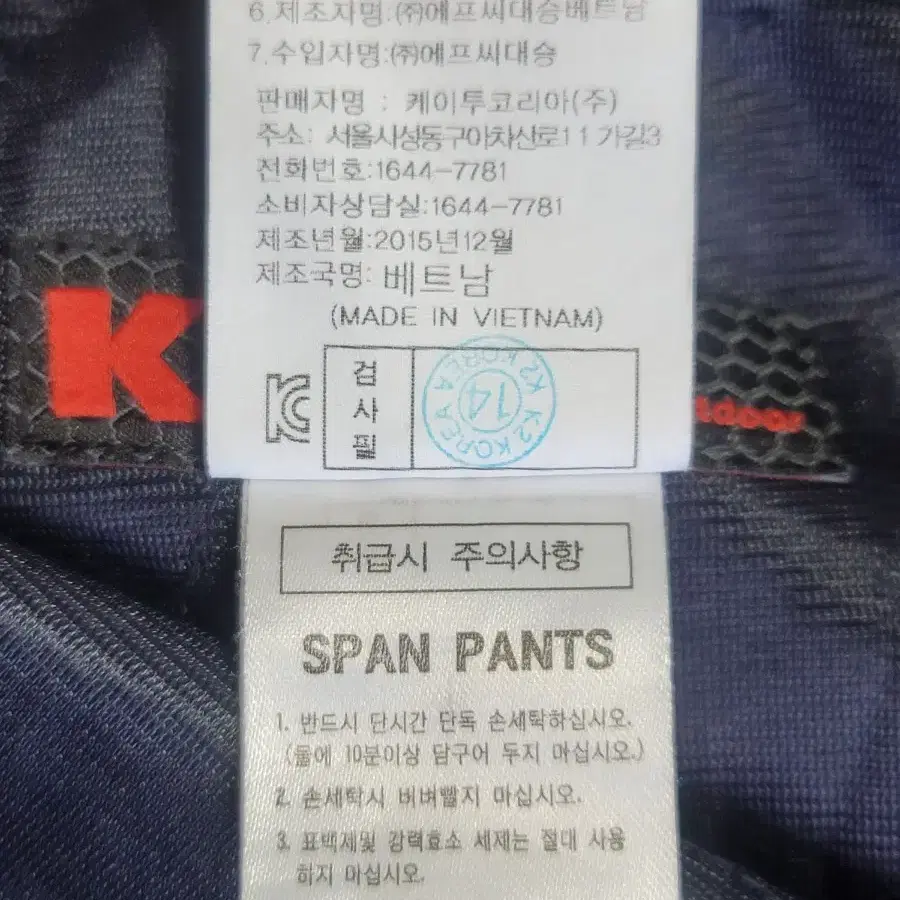 6.제조자명:(주)에프씨대승베트남
7.수입자명:(주)에프씨대승
판매자명 : 케이투코리아(주)
주소: 서울시성동구아차산로11 가길3
전화번호:1644-7781
소비자상담실:1644-7781
제조년월:2015년12월
제조국명: 베트남
(MADE IN VIETNAM)
K
KC
검사필
K2 KOREA K2 KOREA
14
tdoor
취급시 주의사항
SPAN PANTS
1. 반드시 단시간 단독 손세탁하십시오.
(물에 10분이상 담구어 두지 마십시오.)
2. 손세탁시 비벼빨지 마십시오.
3. 표백제및 강력효소 세제는 절대 사용
하지 마십시오.